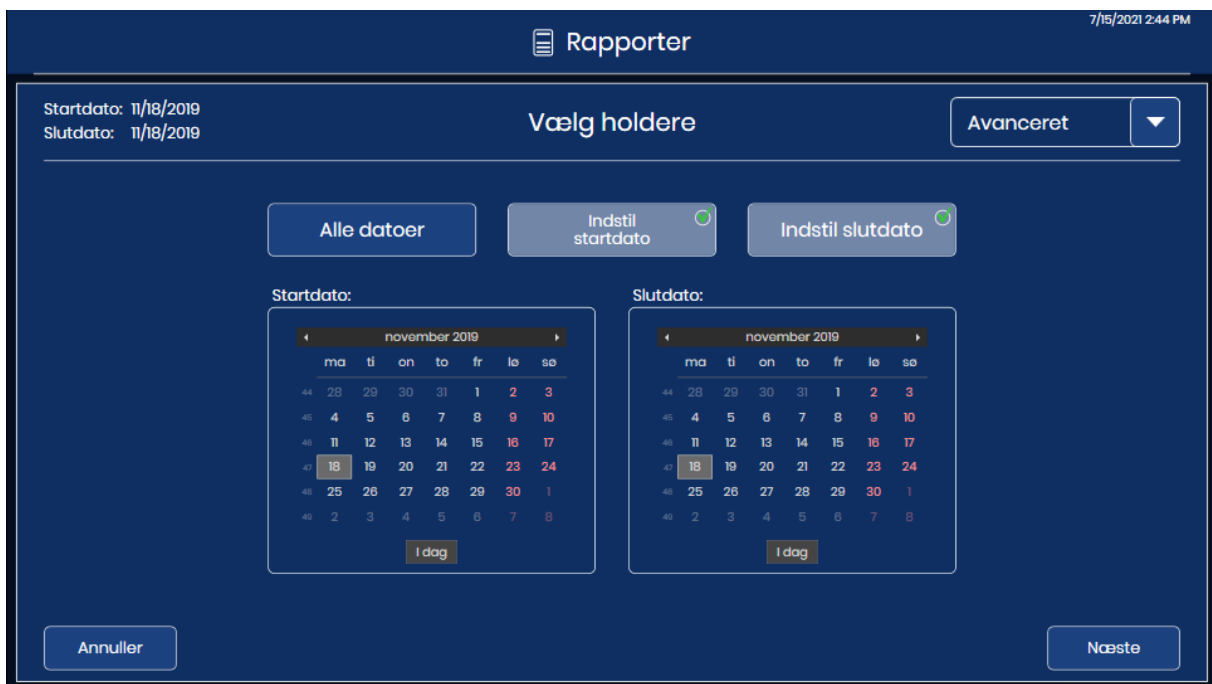 7/15/2021 2:44 PM
Rapporter
Startdato: 11/18/2019
Slutdato: 11/18/2019
Vælg holdere
Avanceret
Alle datoer
Indstil
startdato
Indstil slutdato
Startdato:
november 2019
ma ti on to fr lø sø
44 28 29 30 31 1 2 3
45 4 5 6 7 8 9 10
46 11 12 13 14 15 16 17
47 18 19 20 21 22 23 24
48 25 26 27 28 29 30 1
49 2 3 4 5 6 7 8
I dag
Slutdato:
november 2019
ma ti on to fr lø sø
44 28 29 30 31 1 2 3
45 4 5 6 7 8 9 10
46 11 12 13 14 15 16 17
47 18 19 20 21 22 23 24
48 25 26 27 28 29 30 1
49 2 3 4 5 6 7 8
I dag
Annuller
Næste